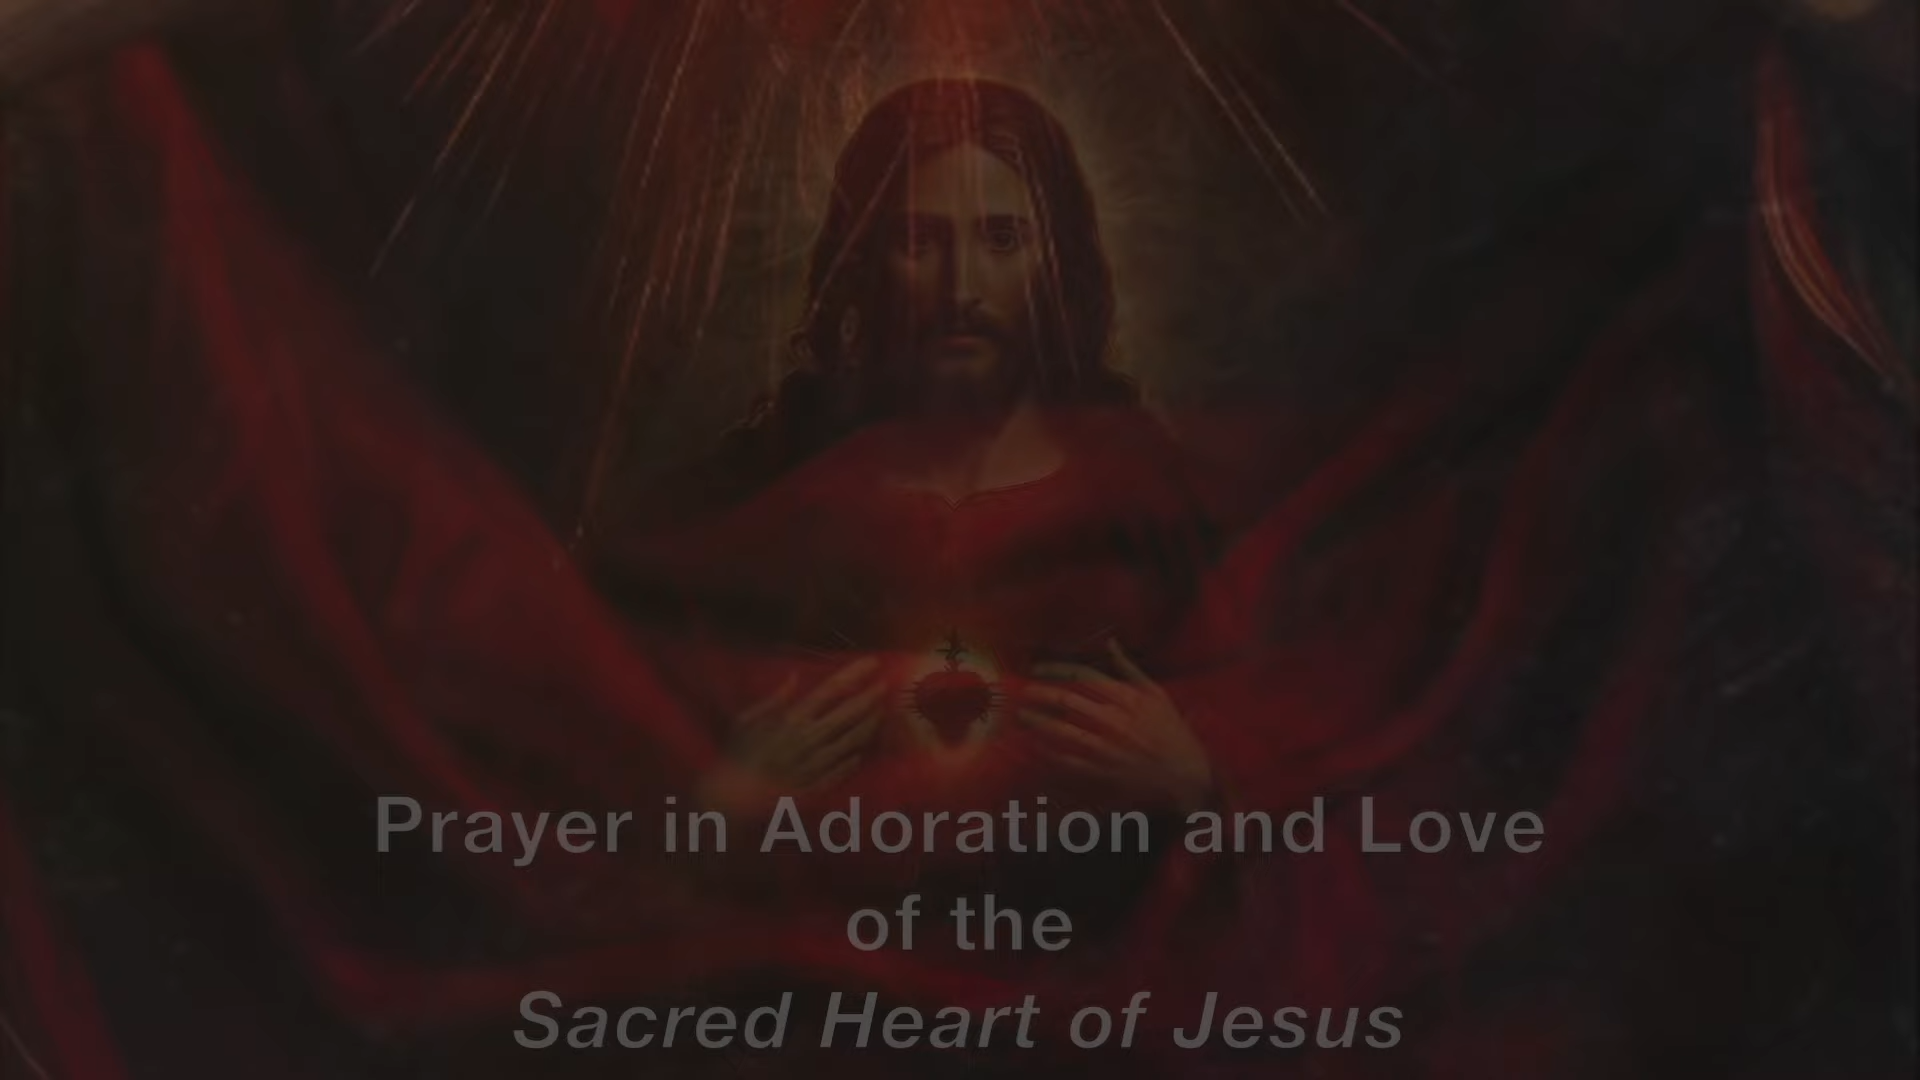 Prayer in Adoration and Love
of the
Sacred Heart of Jesus